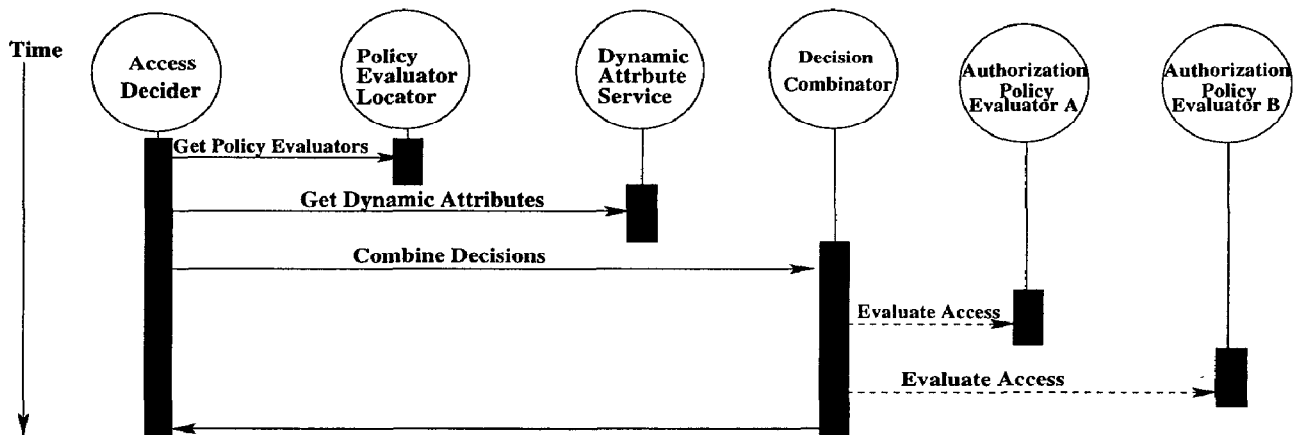 Time
Access
Decider
Policy
Evaluator
Locator
Dynamic
Attrbute
Service
Decision
Combinator
Authorization
Policy
Evaluator A
Authorization
Policy
Evaluator B
Get Policy Evaluators
Get Dynamic Attributes
Combine Decisions
Evaluate Access
Evaluate Access